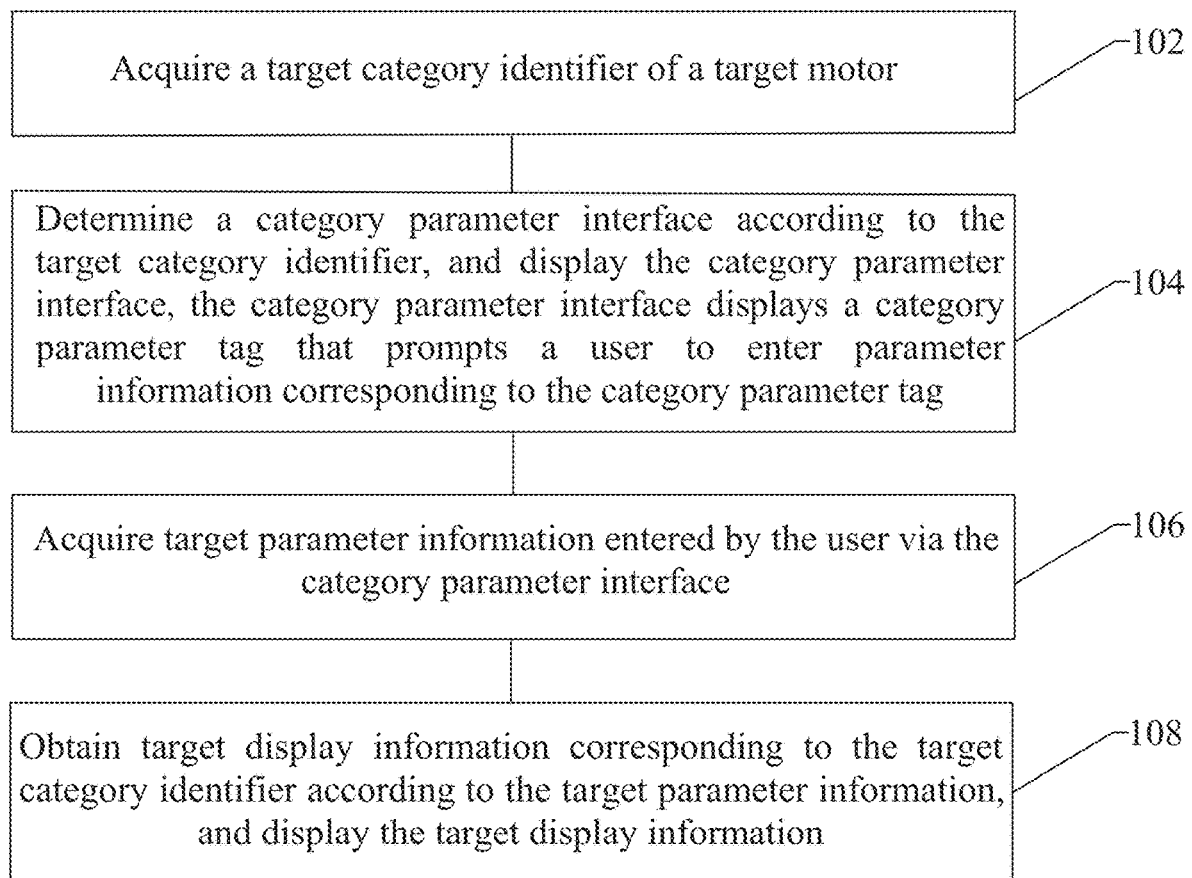 Acquire a target category identifier of a target motor
102
Determine a category parameter interface according to the
target category identifier, and display the category parameter
interface, the category parameter interface displays a category
parameter tag that prompts a user to enter parameter
information corresponding to the category parameter tag
104
Acquire target parameter information entered by the user via the
category parameter interface
106
Obtain target display information corresponding to the target
category identifier according to the target parameter information,
and display the target display information
108